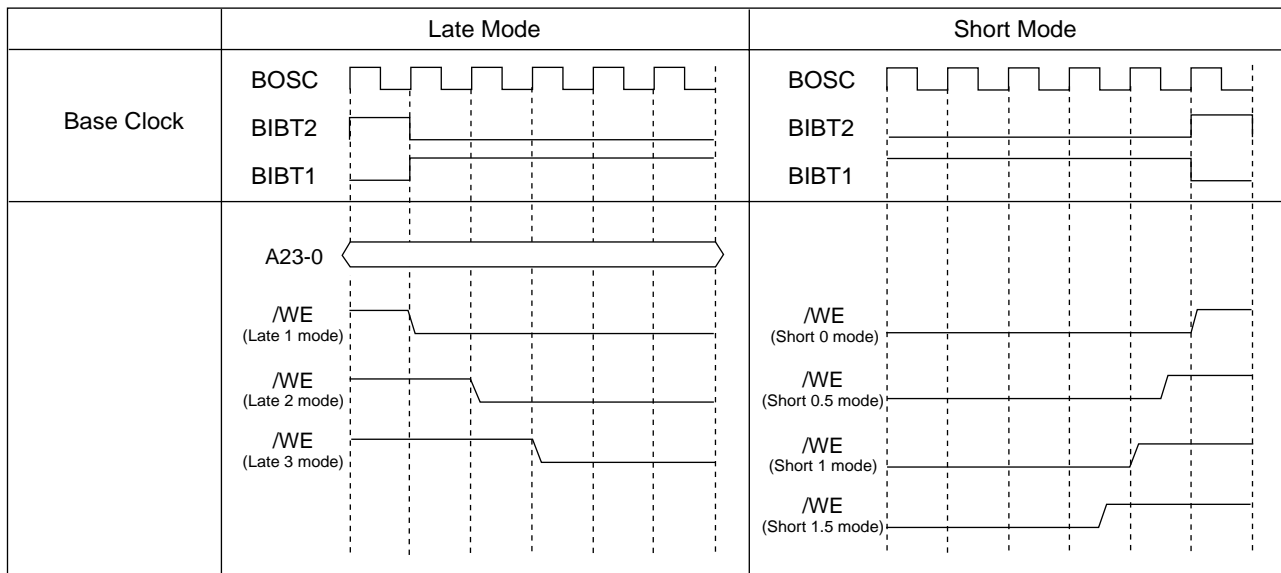 Late Mode
Short Mode
Base Clock
BOSC
BIBT2
BIBT1
BOSC
BIBT2
BIBT1
A23-0
/WE
(Late 1 mode)
/WE
(Late 2 mode)
/WE
(Late 3 mode)
/WE
(Short 0 mode)
/WE
(Short 0.5 mode)
/WE
(Short 1 mode)
/WE
(Short 1.5 mode)